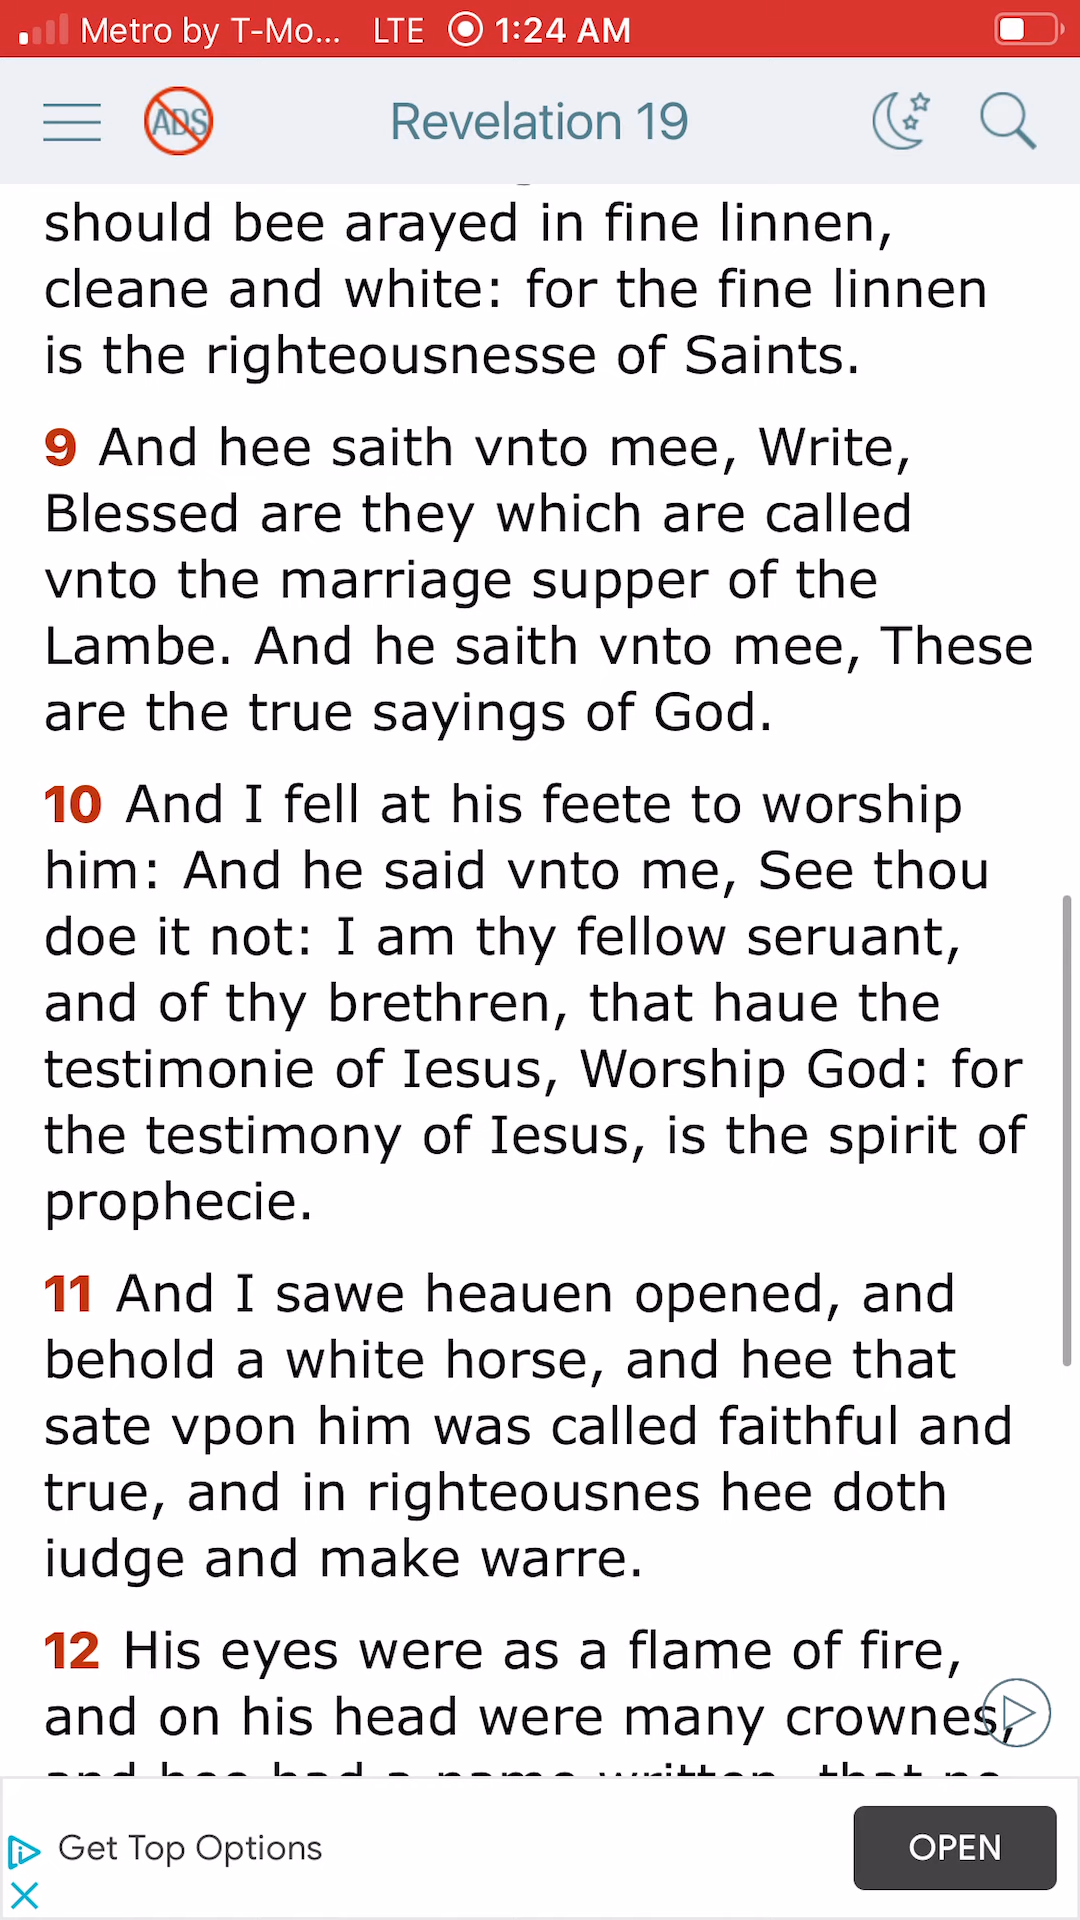 Metro by T-Mo... LTE 1:24 AM
ADS Revelation 19
should bee arayed in fine linnen,
cleane and white: for the fine linnen
is the righteousnesse of Saints.
9 And hee saith vnto mee, Write,
Blessed are they which are called
vnto the marriage supper of the
Lambe. And he saith vnto mee, These
are the true sayings of God.
10 And I fell at his feete to worship
him: And he said vnto me, See thou
doe it not: I am thy fellow seruant,
and of thy brethren, that haue the
testimonie of Iesus, Worship God: for
the testimony of Iesus, is the spirit of
prophecie.
11 And I sawe heauen opened, and
behold a white horse, and hee that
sate vpon him was called faithful and
true, and in righteousnes hee doth
iudge and make warre.
12 His eyes were as a flame of fire,
and on his head were many crownes,
and hee had a name written, that no
Get Top Options
OPEN